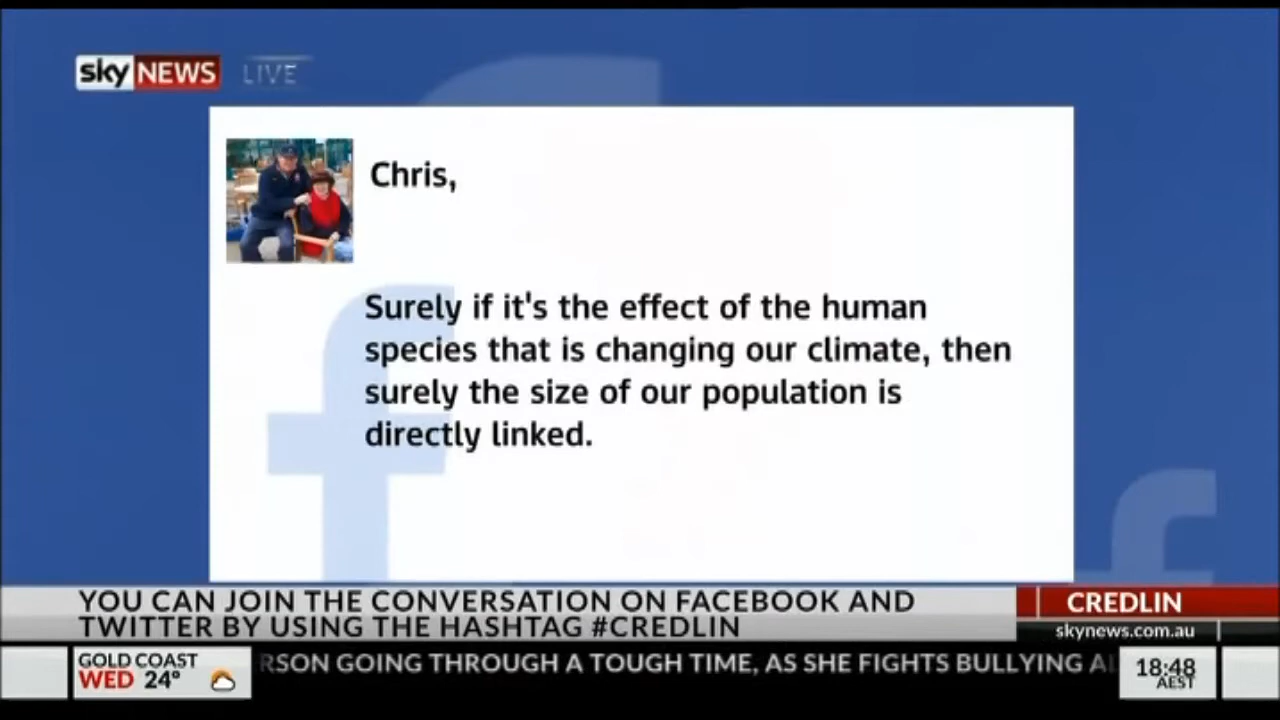 sky NEWS LIVE
Chris,
Surely if it's the effect of the human
species that is changing our climate, then
surely the size of our population is
directly linked.
YOU CAN JOIN THE CONVERSATION ON FACEBOOK AND
TWITTER BY USING THE HASHTAG #CREDLIN
CREDLIN
skynews.com.au
GOLD COAST
WED 24°
RSON GOING THROUGH A TOUGH TIME, AS SHE FIGHTS BULLYING
18:48
AEST